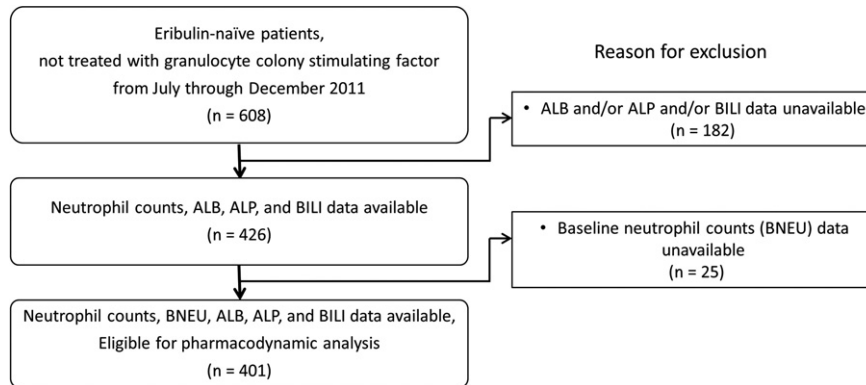 Eribulin-naïve patients,
not treated with granulocyte colony stimulating factor
from July through December 2011
(n = 608)
Reason for exclusion
• ALB and/or ALP and/or BILI data unavailable
(n = 182)
Neutrophil counts, ALB, ALP, and BILI data available
(n = 426)
• Baseline neutrophil counts (BNEU) data
unavailable
(n = 25)
Neutrophil counts, BNEU, ALB, ALP, and BILI data available,
Eligible for pharmacodynamic analysis
(n = 401)